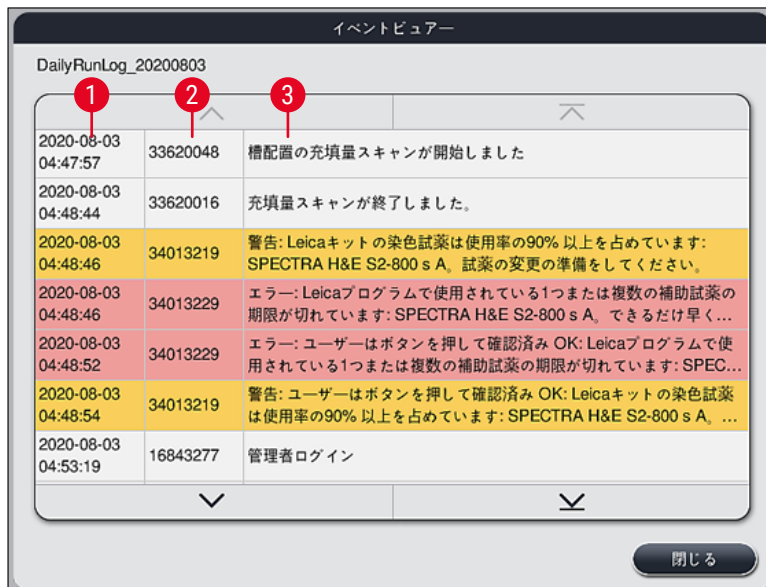 イベントビュアー
DailyRunLog_20200803
1
2
3
2020-08-03
04:47:57
33620048
槽配置の充填量スキャンが開始しました
2020-08-03
04:48:44
33620016
充填量スキャンが終了しました。
2020-08-03
04:48:46
34013219
警告: Leicaキットの染色試薬は使用率の90% 以上を占めています:
SPECTRA H&E S2-800 s A。試薬の変更の準備をしてください。
2020-08-03
04:48:46
34013229
エラー: Leicaプログラムで使用されている1つまたは複数の補助試薬の
期限が切れています: SPECTRA H&E S2-800 s A。できるだけ早く...
2020-08-03
04:48:52
34013229
エラー: ユーザーはボタンを押して確認済み OK: Leicaプログラムで使
用されている1つまたは複数の補助試薬の期限が切れています: SPEC...
2020-08-03
04:48:54
34013219
警告: ユーザーはボタンを押して確認済み OK: Leicaキットの染色試薬
は使用率の90% 以上を占めています: SPECTRA H&E S2-800 s A。...
2020-08-03
04:53:19
16843277
管理者ログイン
閉じる